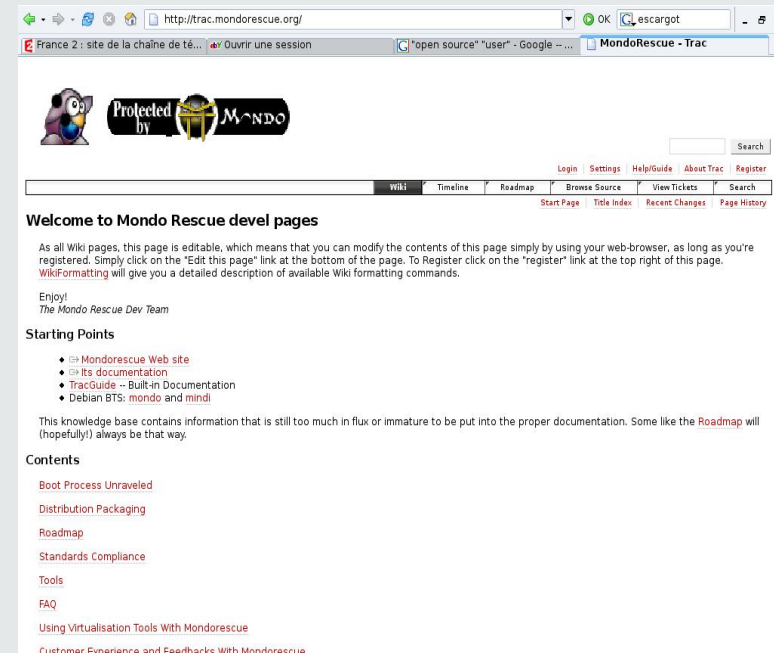 http://trac.mondorescue.org/ OK escargot
France 2 : site de la chaîne de té... Ouvrir une session "open source" "user" - Google -- ... MondoRescue - Trac
Protected by MONDO
Search
Login Settings Help/Guide About Trac Register
Wiki Timeline Roadmap Browse Source View Tickets Search
Start Page Title Index Recent Changes Page History
Welcome to Mondo Rescue devel pages
As all Wiki pages, this page is editable, which means that you can modify the contents of this page simply by using your web-browser, as long as you're
registered. Simply click on the "Edit this page" link at the bottom of the page. To Register click on the "register" link at the top right of this page.
WikiFormatting will give you a detailed description of available Wiki formatting commands.
Enjoy!
The Mondo Rescue Dev Team
Starting Points
Mondorescue Web site
Its documentation
TracGuide -- Built-in Documentation
Debian BTS: mondo and mindi
This knowledge base contains information that is still too much in flux or immature to be put into the proper documentation. Some like the Roadmap will
(hopefully!) always be that way.
Contents
Boot Process Unraveled
Distribution Packaging
Roadmap
Standards Compliance
Tools
FAQ
Using Virtualisation Tools With Mondorescue
Customer Experience and Feedbacks With Mondorescue